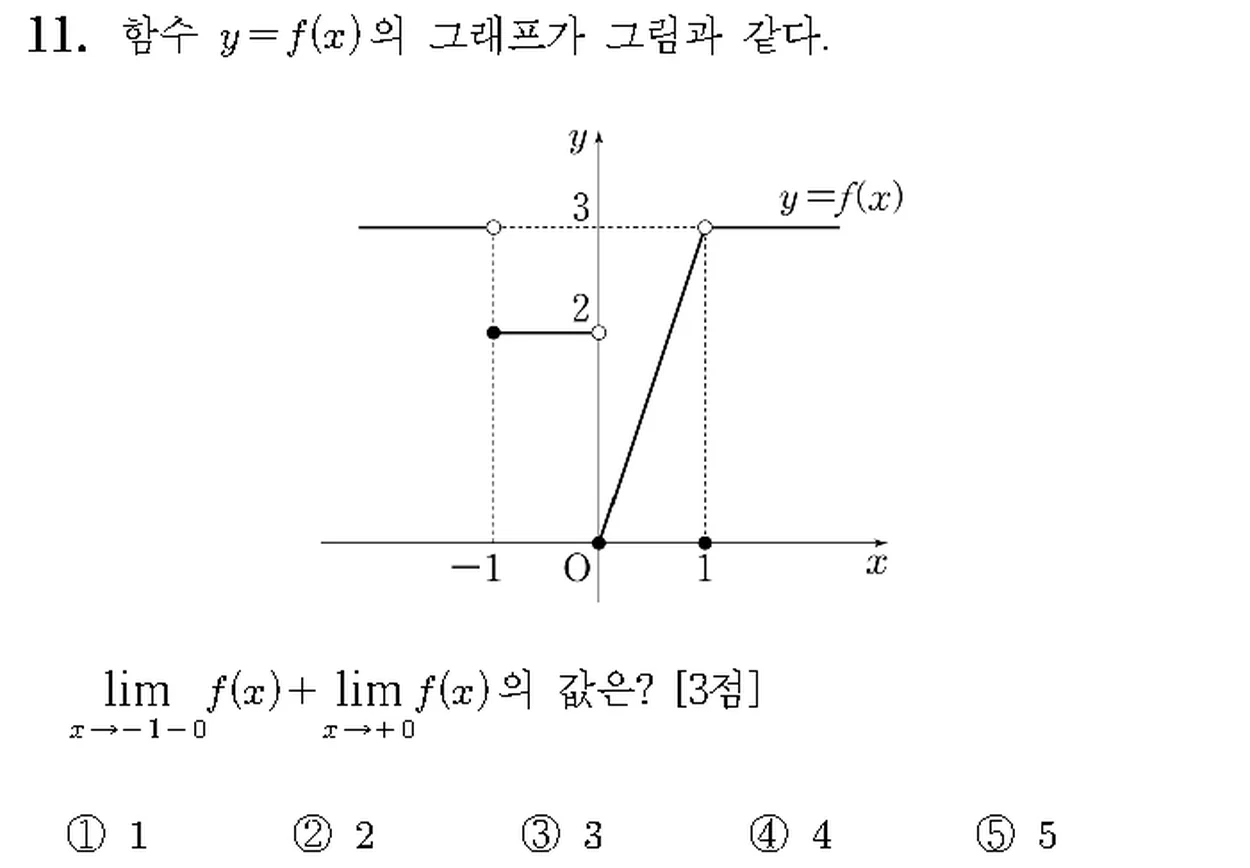 11. 함수 y=f(x)의 그래프가 그림과 같다.
y
3
y=f(x)
2
-1
O
1
x
lim f(x)+ lim f(x)의 값은? [3점]
x→-1-0 x→+0
① 1 ② 2 ③ 3 ④ 4 ⑤ 5